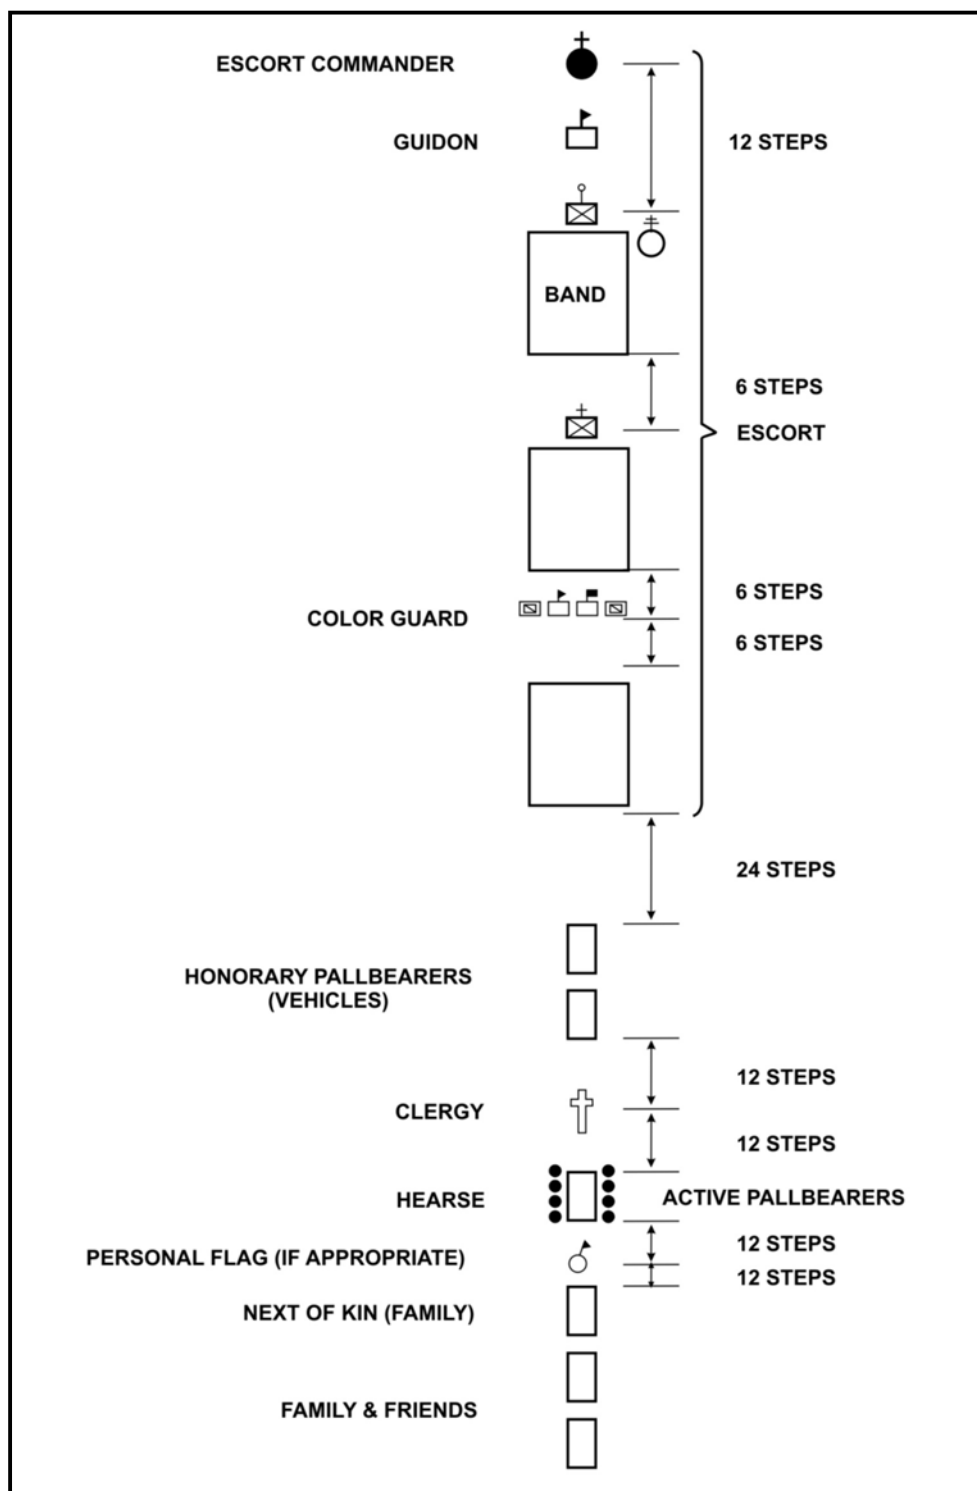 ESCORT COMMANDER
GUIDON
12 STEPS
BAND
6 STEPS
ESCORT
6 STEPS
COLOR GUARD
6 STEPS
24 STEPS
HONORARY PALLBEARERS
(VEHICLES)
12 STEPS
CLERGY
12 STEPS
HEARSE
ACTIVE PALLBEARERS
12 STEPS
PERSONAL FLAG (IF APPROPRIATE)
12 STEPS
NEXT OF KIN (FAMILY)
FAMILY & FRIENDS